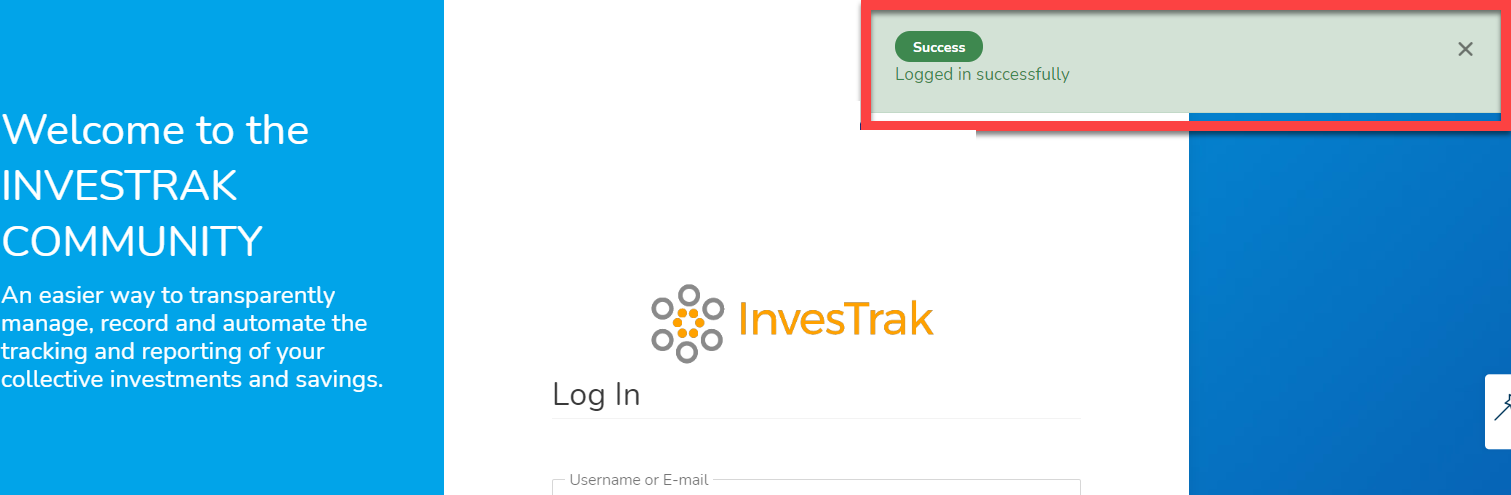 Success
Logged in successfully
Welcome to the
INVESTRAK
COMMUNITY
An easier way to transparently
manage, record and automate the
tracking and reporting of your
collective investments and savings.
InvesTrak
Log In
Username or E-mail